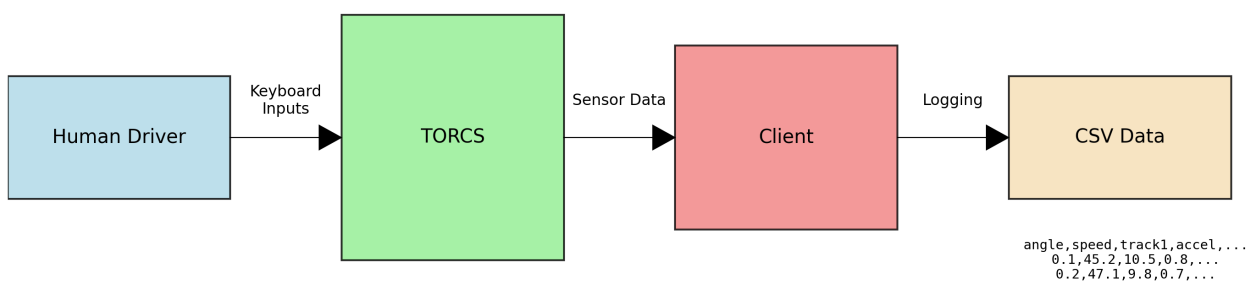 Human Driver
Keyboard
Inputs
TORCS
Sensor Data
Client
Logging
CSV Data
angle,speed,track1,accel,...
0.1,45.2,10.5,0.8,...
0.2,47.1,9.8,0.7,...